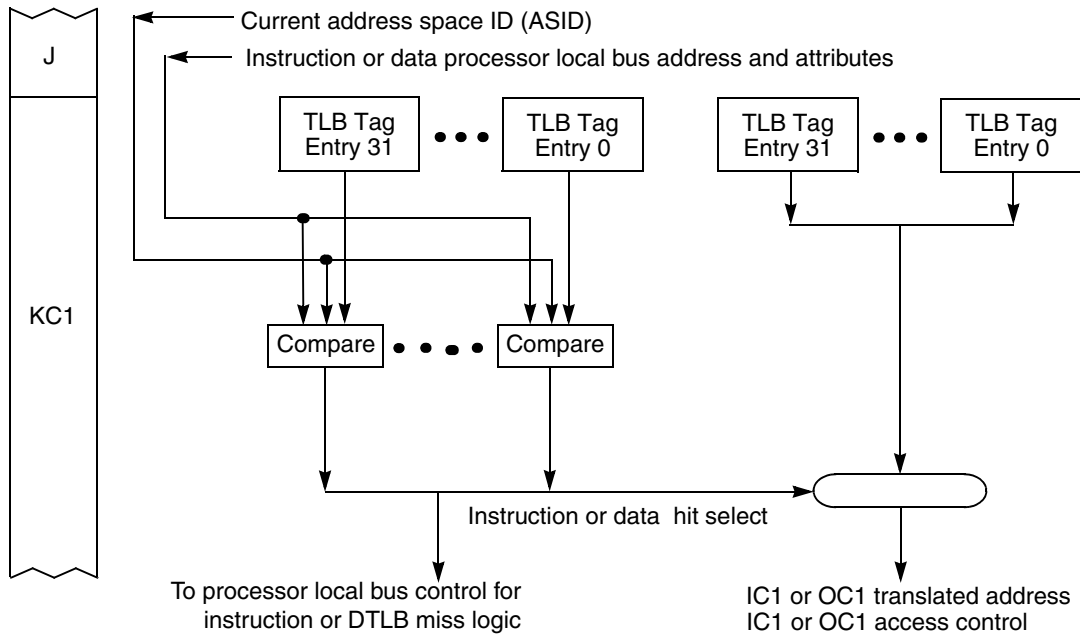 Current address space ID (ASID)
J
Instruction or data processor local bus address and attributes
TLB Tag
Entry 31
TLB Tag
Entry 0
TLB Tag
Entry 31
TLB Tag
Entry 0
KC1
Compare
Compare
Instruction or data hit select
To processor local bus control for
instruction or DTLB miss logic
IC1 or OC1 translated address
IC1 or OC1 access control